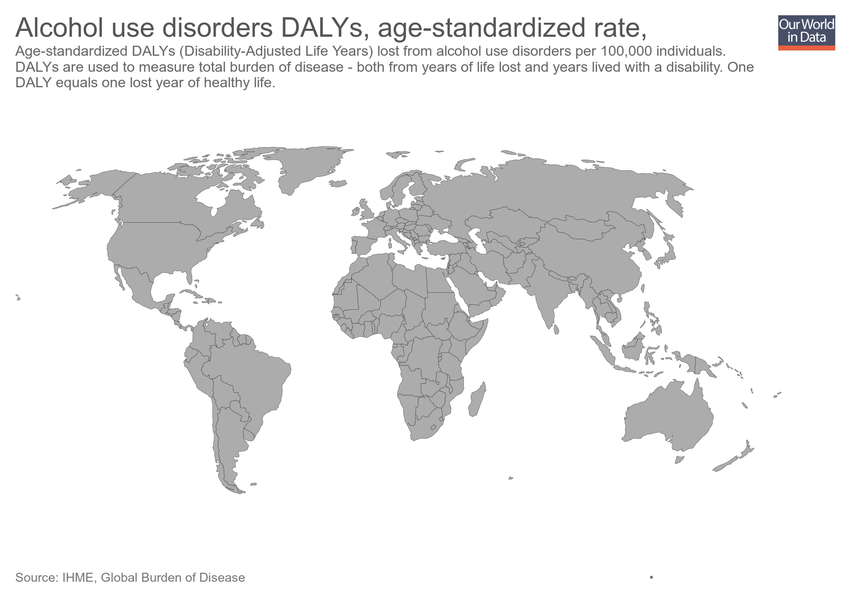 Alcohol use disorders DALYs, age-standardized rate,
Our World
in Data
Age-standardized DALYs (Disability-Adjusted Life Years) lost from alcohol use disorders per 100,000 individuals.
DALYs are used to measure total burden of disease - both from years of life lost and years lived with a disability. One
DALY equals one lost year of healthy life.
Source: IHME, Global Burden of Disease